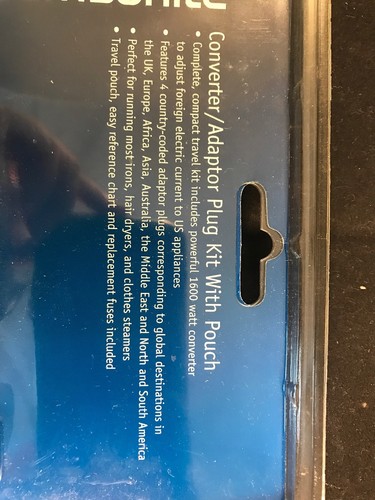 Converter/Adaptor Plug Kit With Pouch
• Complete, compact travel kit includes powerful 1600 watt converter
to adjust foreign electric current to US appliances
• Features 4 country-coded adaptor plugs corresponding to global destinations in
the UK, Europe, Africa, Asia, Australia, the Middle East and North and South America
• Perfect for running most irons, hair dryers, and clothes steamers
• Travel pouch, easy reference chart and replacement fuses included